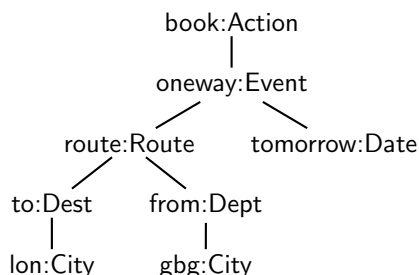 book:Action
oneway:Event
route:Route tomorrow:Date
to:Dest from:Dept
lon:City gbg:City